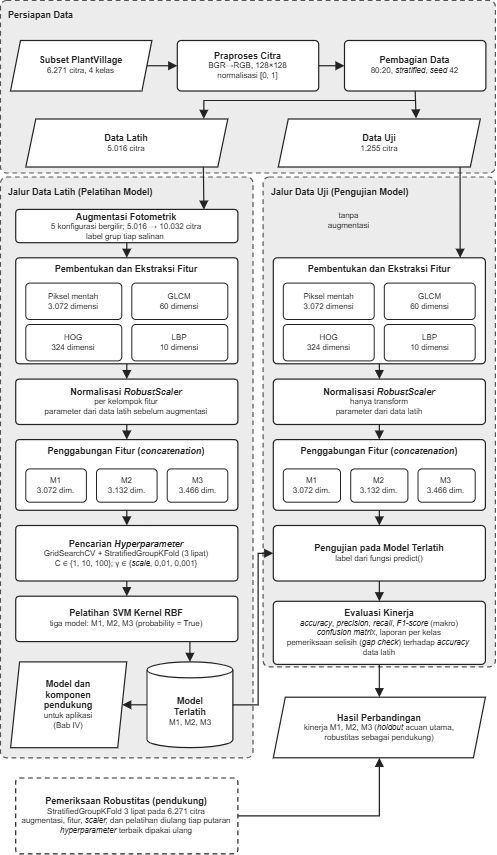 Persiapan Data
Subset PlantVillage
6.271 citra, 4 kelas
Praproses Citra
BGR→RGB, 128×128
normalisasi [0, 1]
Pembagian Data
80:20, stratified, seed 42
Data Latih
5.016 citra
Data Uji
1.255 citra
Jalur Data Latih (Pelatihan Model)
Augmentasi Fotometrik
5 konfigurasi bergilir; 5.016 → 10.032 citra
label grup tiap salinan
Pembentukan dan Ekstraksi Fitur
Piksel mentah
3.072 dimensi
GLCM
60 dimensi
HOG
324 dimensi
LBP
10 dimensi
Normalisasi RobustScaler
per kelompok fitur
parameter dari data latih sebelum augmentasi
Penggabungan Fitur (concatenation)
M1
3.072 dim.
M2
3.132 dim.
M3
3.466 dim.
Pencarian Hyperparameter
GridSearchCV + StratifiedGroupKFold (3 lipat)
C ∈ {1, 10, 100}; γ ∈ {scale, 0,01, 0,001}
Pelatihan SVM Kernel RBF
tiga model: M1, M2, M3 (probability = True)
Model dan
komponen
pendukung
untuk aplikasi
(Bab IV)
Model
Terlatih
M1, M2, M3
Jalur Data Uji (Pengujian Model)
tanpa
augmentasi
Pembentukan dan Ekstraksi Fitur
Piksel mentah
3.072 dimensi
GLCM
60 dimensi
HOG
324 dimensi
LBP
10 dimensi
Normalisasi RobustScaler
hanya transform
parameter dari data latih
Penggabungan Fitur (concatenation)
M1
3.072 dim.
M2
3.132 dim.
M3
3.466 dim.
Pengujian pada Model Terlatih
label dari fungsi predict()
Evaluasi Kinerja
accuracy, precision, recall, F1-score (makro)
confusion matrix, laporan per kelas
pemeriksaan selisih (gap check) terhadap accuracy
data latih
Hasil Perbandingan
kinerja M1, M2, M3 (holdout acuan utama,
robustitas sebagai pendukung)
Pemeriksaan Robustitas (pendukung)
StratifiedGroupKFold 3 lipat pada 6.271 citra
augmentasi, fitur, scaler, dan pelatihan diulang tiap putaran
hyperparameter terbaik dipakai ulang